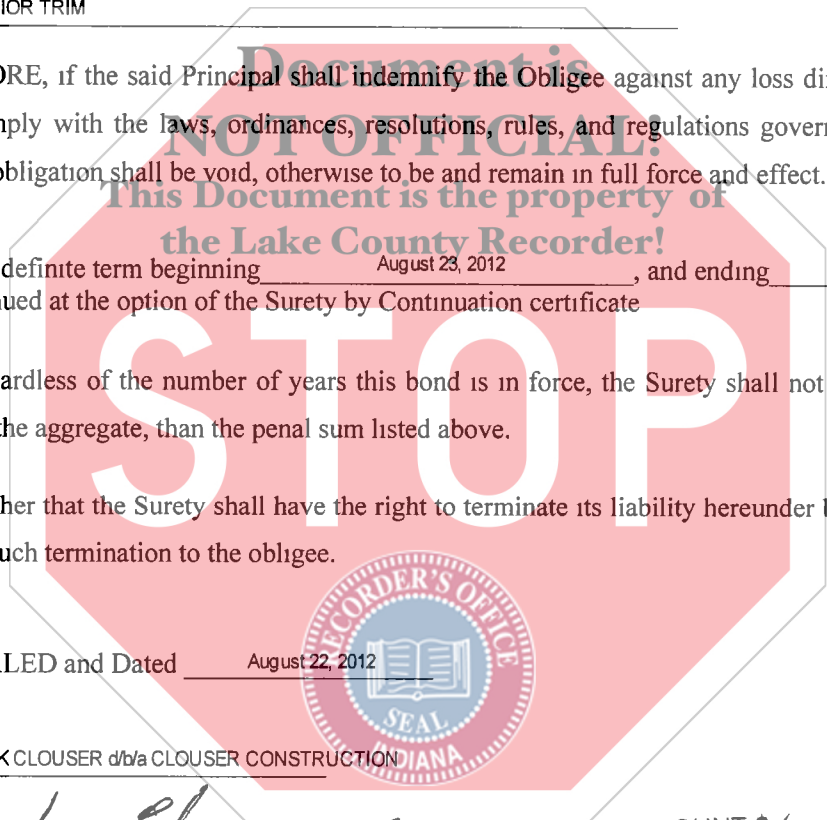 IOR TRIM
Document is
ORE, if the said Principal shall indemnify the Obligee against any loss di
NOT OFFICIAL!
ply with the laws, ordinances, resolutions, rules, and regulations govern
obligation shall be void, otherwise to be and remain in full force and effect.
This Document is the property of
the Lake County Recorder!
definite term beginning August 23, 2012, and ending
ued at the option of the Surety by Continuation certificate
STOP
ardless of the number of years this bond is in force, the Surety shall not
he aggregate, than the penal sum listed above.
her that the Surety shall have the right to terminate its liability hereunder
uch termination to the obligee.
RECORDER'S OFFICE
SEAL
INDIANA
LED and Dated August 22, 2012
K CLOUSER d/b/a CLOUSER CONSTRUCTION